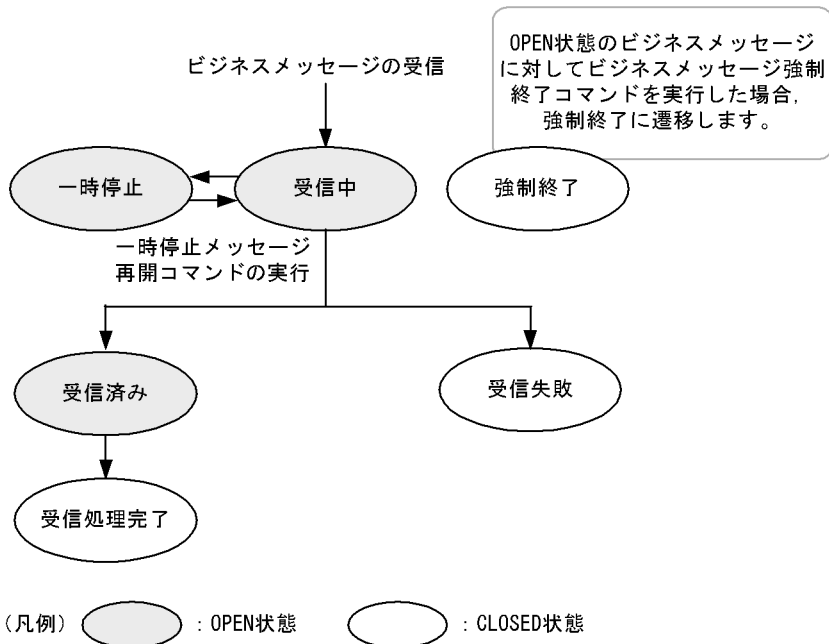 OPEN状態のビジネスメッセージ
に対してビジネスメッセージ強制
終了コマンドを実行した場合，
強制終了に遷移します。
ビジネスメッセージの受信
一時停止
受信中
強制終了
一時停止メッセージ
再開コマンドの実行
受信済み
受信失敗
受信処理完了
（凡例）
：OPEN状態
：CLOSED状態